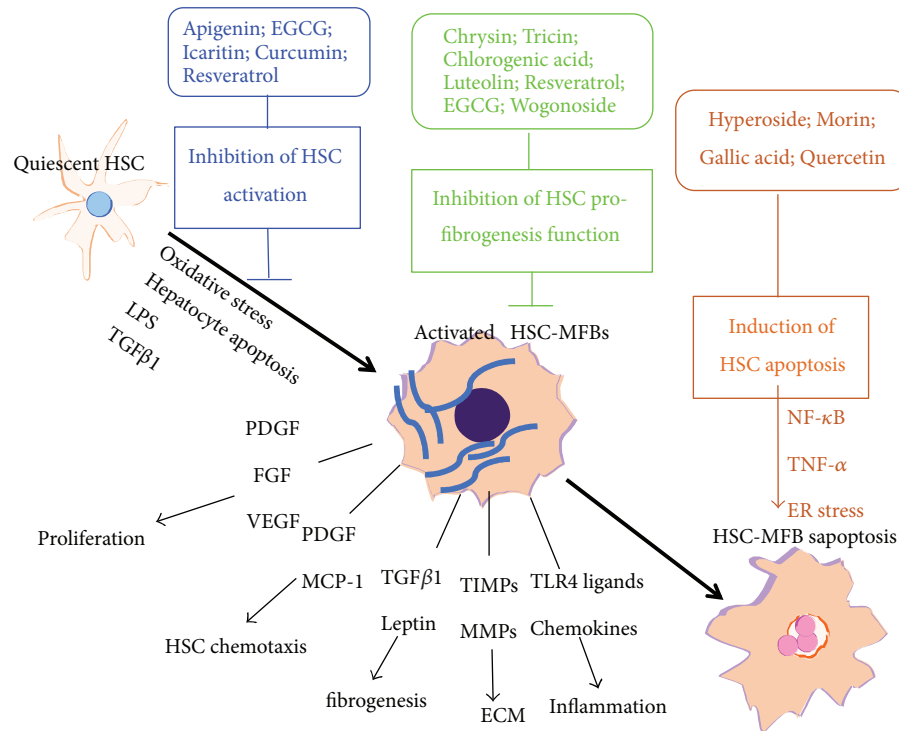 Apigenin; EGCG;
Icaritin; Curcumin;
Resveratrol
Chrysin; Tricin;
Chlorogenic acid;
Luteolin; Resveratrol;
EGCG; Wogonoside
Hyperoside; Morin;
Gallic acid; Quercetin
Quiescent HSC
Inhibition of HSC
activation
Inhibition of HSC pro-
fibrogenesis function
Induction of
HSC apoptosis
Oxidative stress
Hepatocyte apoptosis
LPS
TGFβ1
Activated HSC-MFBs
NF-κB
TNF-α
ER stress
HSC-MFB sapoptosis
PDGF
FGF
VEGF
Proliferation
PDGF
MCP-1
HSC chemotaxis
TGFβ1
Leptin
fibrogenesis
TIMPs
MMPs
ECM
TLR4 ligands
Chemokines
Inflammation